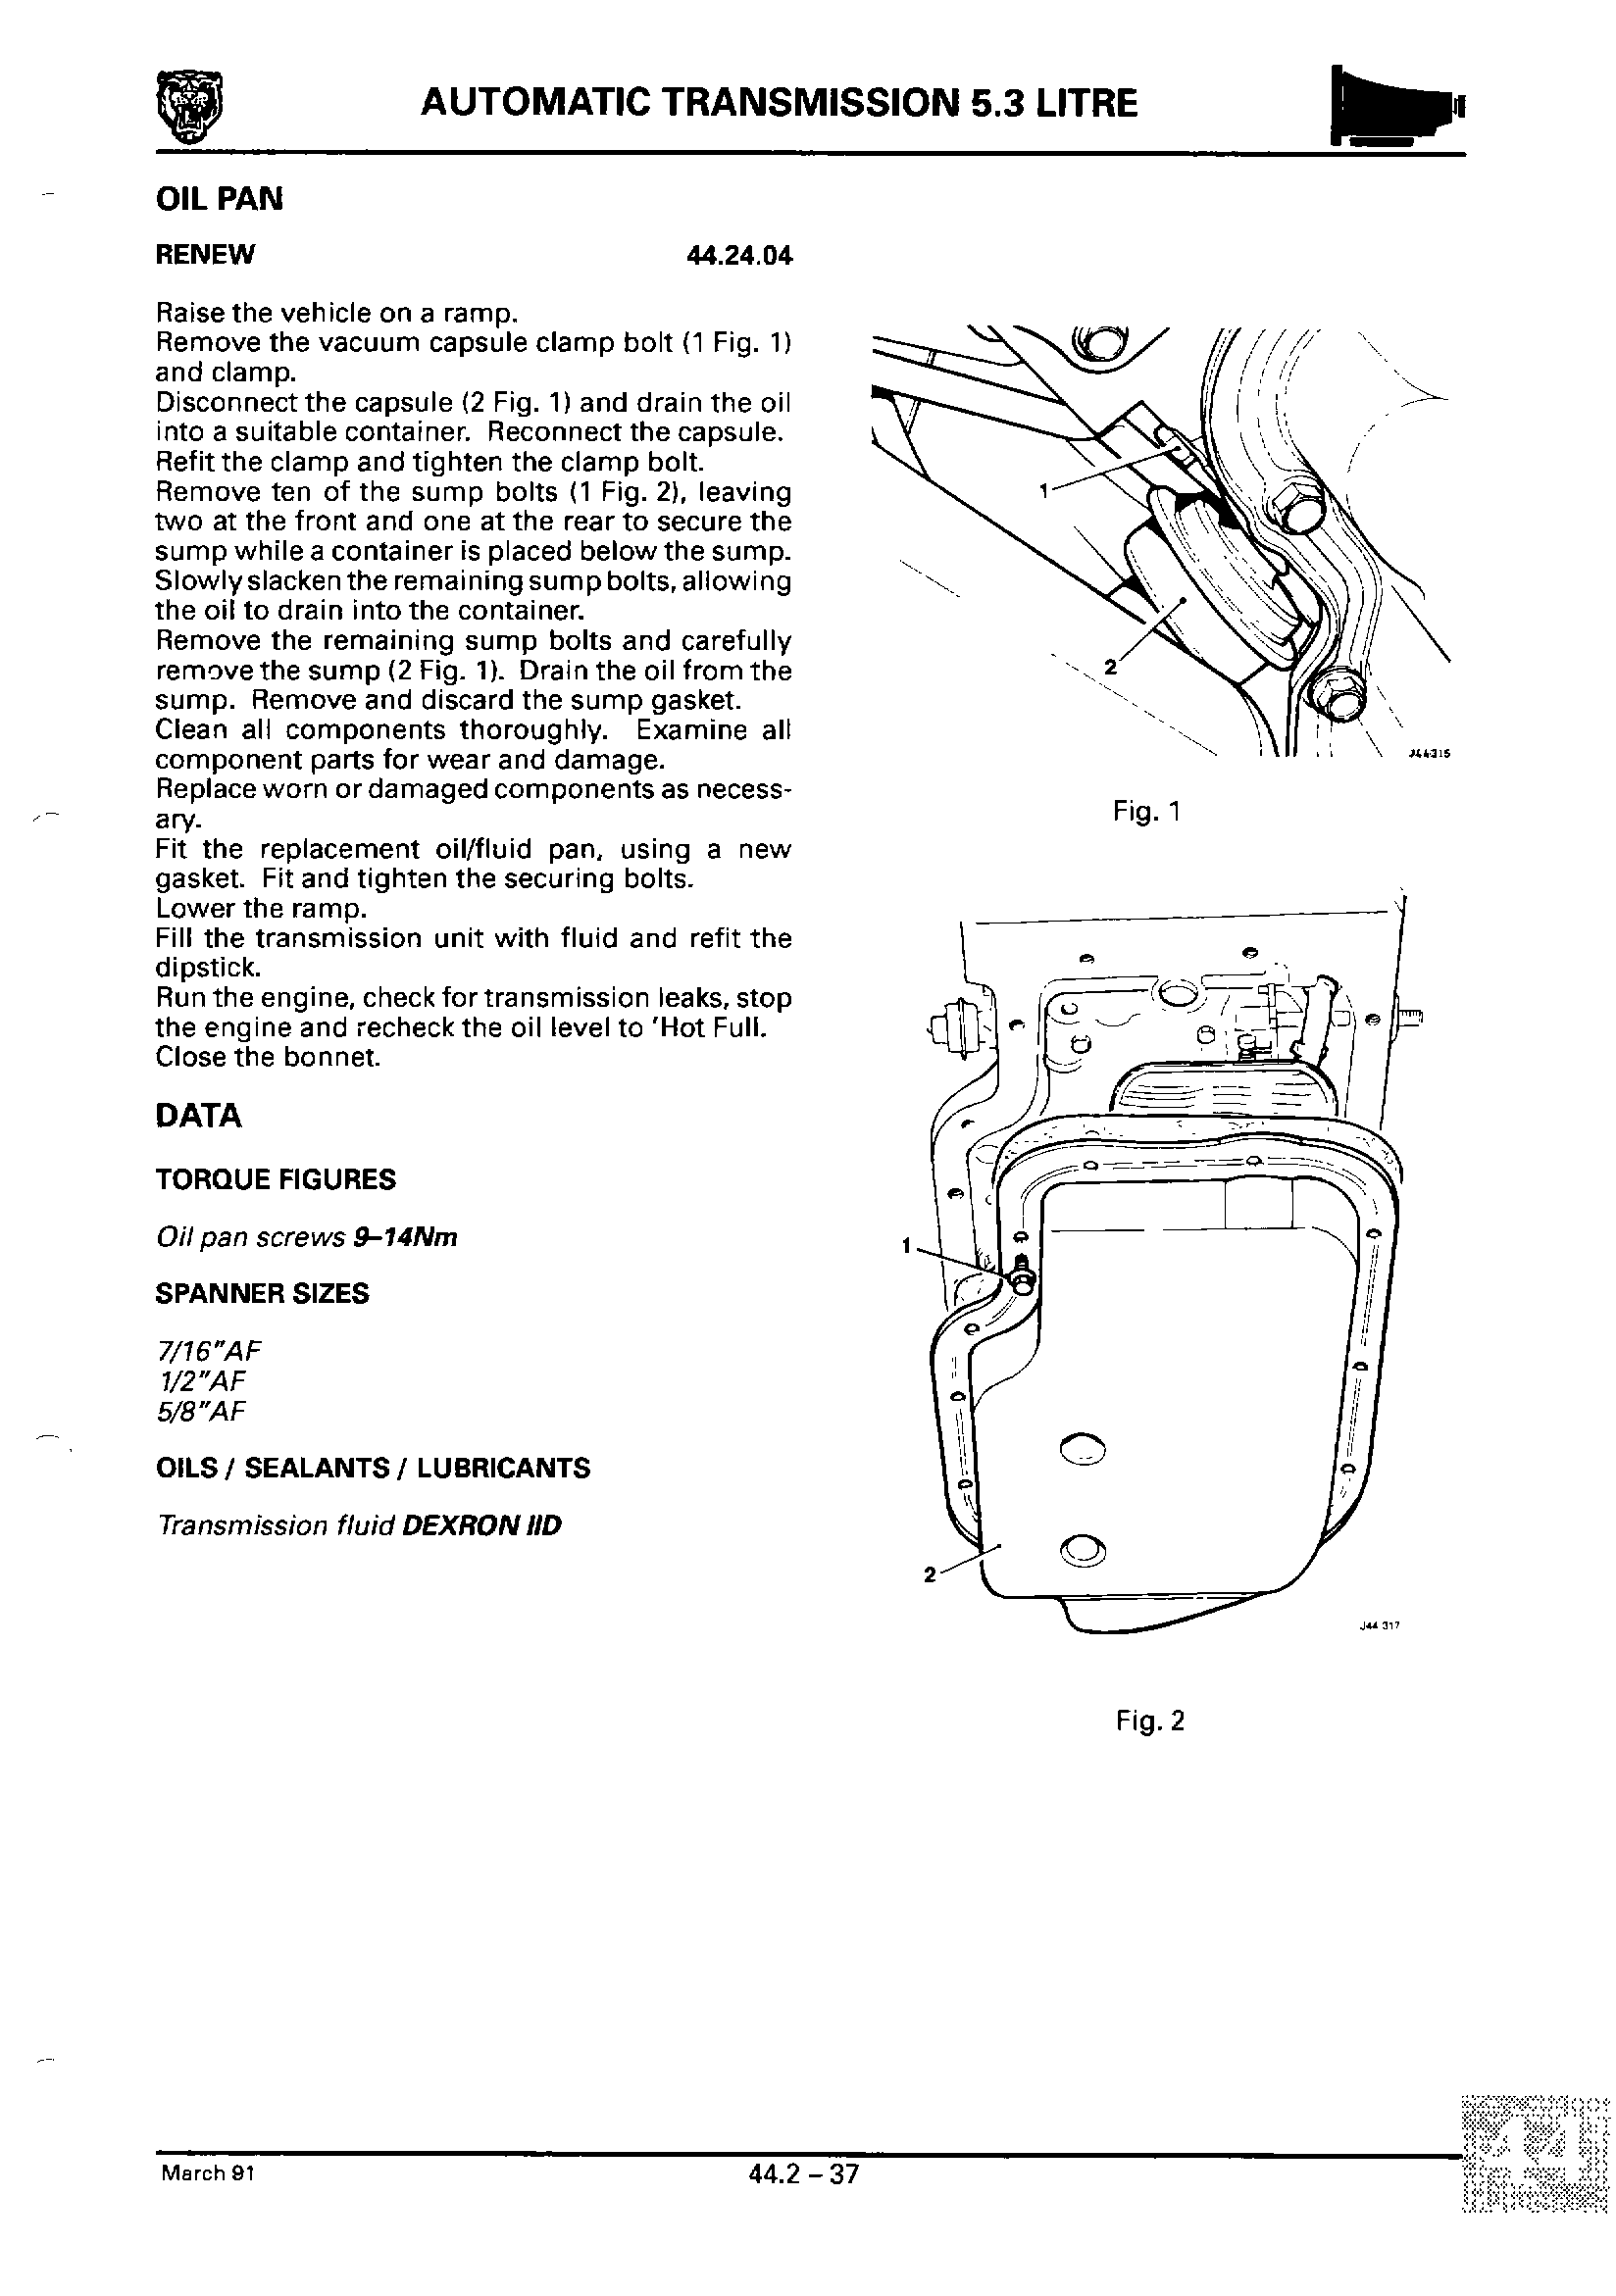 AUTOMATIC TRANSMISSION 5.3 LITRE
OIL PAN
RENEW 44.24.04
Raise the vehicle on a ramp.
Remove the vacuum capsule clamp bolt (1 Fig. 1)
and clamp.
Disconnect the capsule (2 Fig. 1) and drain the oil
into a suitable container. Reconnect the capsule.
Refit the clamp and tighten the clamp bolt.
Remove ten of the sump bolts (1 Fig. 2), leaving
two at the front and one at the rear to secure the
sump while a container is placed below the sump.
Slowly slacken the remaining sump bolts, allowing
the oil to drain into the container.
Remove the remaining sump bolts and carefully
remove the sump (2 Fig. 1). Drain the oil from the
sump. Remove and discard the sump gasket.
Clean all components thoroughly. Examine all
component parts for wear and damage.
Replace worn or damaged components as necess-
ary.
Fit the replacement oil/fluid pan, using a new
gasket. Fit and tighten the securing bolts.
Lower the ramp.
Fill the transmission unit with fluid and refit the
dipstick.
Run the engine, check for transmission leaks, stop
the engine and recheck the oil level to 'Hot Full.
Close the bonnet.
DATA
TORQUE FIGURES
Oil pan screws 9–14Nm
SPANNER SIZES
7/16"AF
1/2"AF
5/8"AF
OILS / SEALANTS / LUBRICANTS
Transmission fluid DEXRON IID
1
2
J44315
Fig. 1
1
2
J44 317
Fig. 2
March 91
44.2 – 37
44